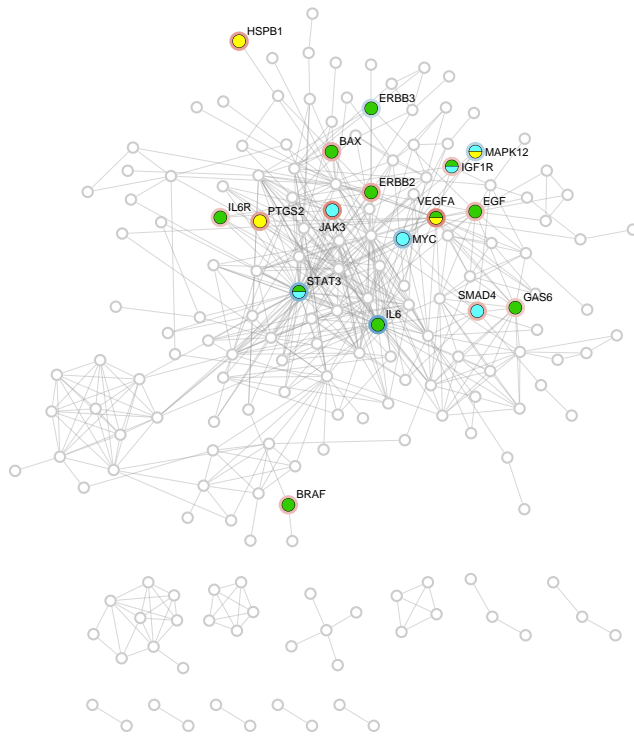 HSPB1
ERBB3
BAX
MAPK12
IGF1R
ERBB2
IL6R
PTGS2
VEGFA
EGF
JAK3
MYC
STAT3
SMAD4
GAS6
IL6
BRAF